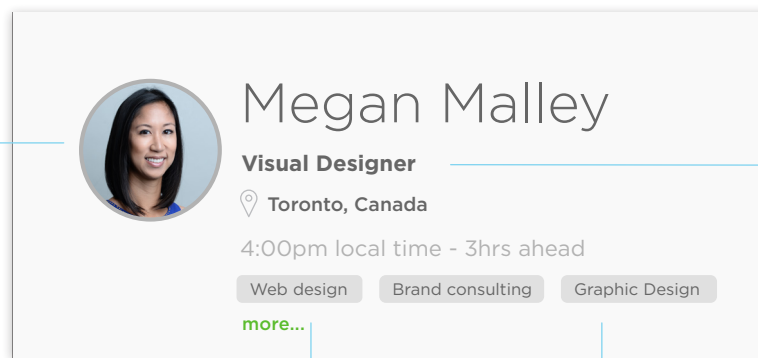 Megan Malley
Visual Designer
Toronto, Canada
4:00pm local time - 3hrs ahead
Web design Brand consulting Graphic Design
more...